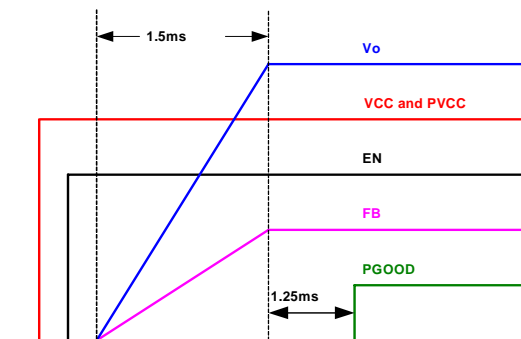 1.5ms
Vo
VCC and PVCC
EN
FB
PGOOD
1.25ms